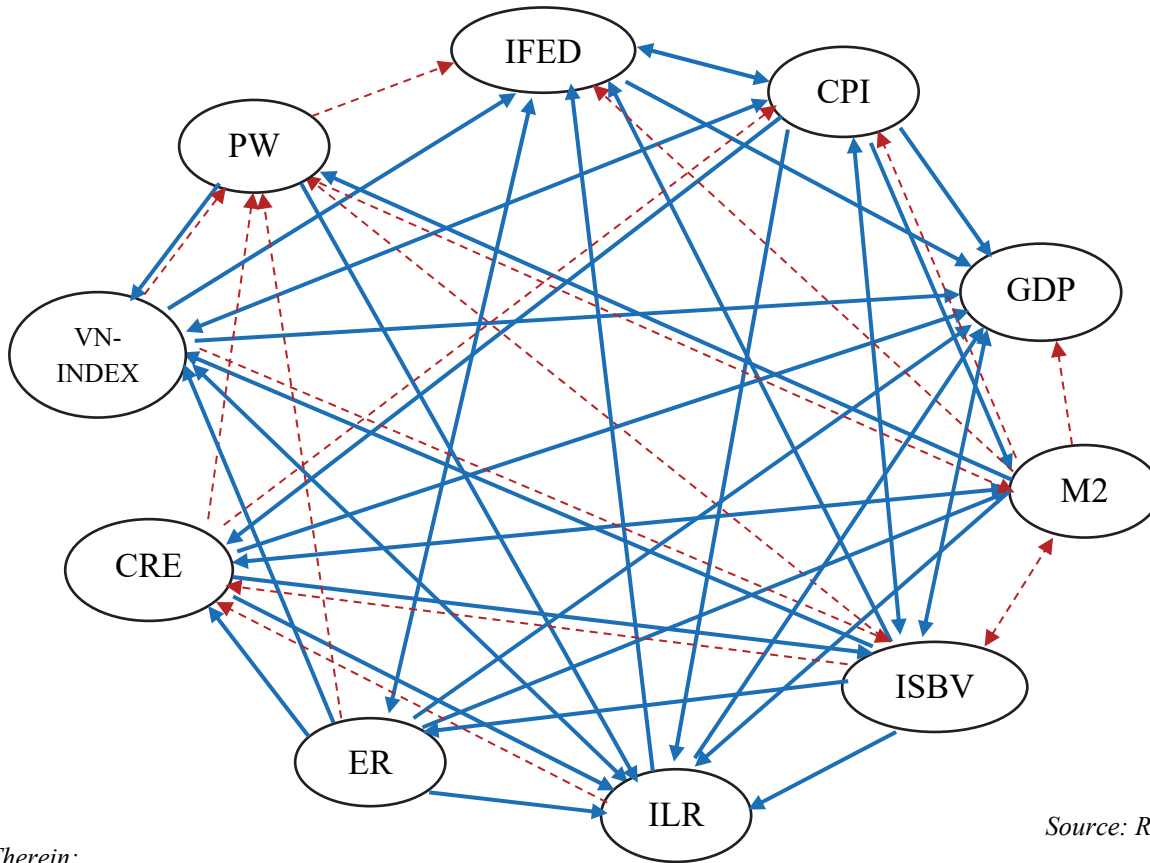 IFED
CPI
PW
GDP
VN-
INDEX
M2
CRE
ISBV
ER
ILR
Source: R
Therein: